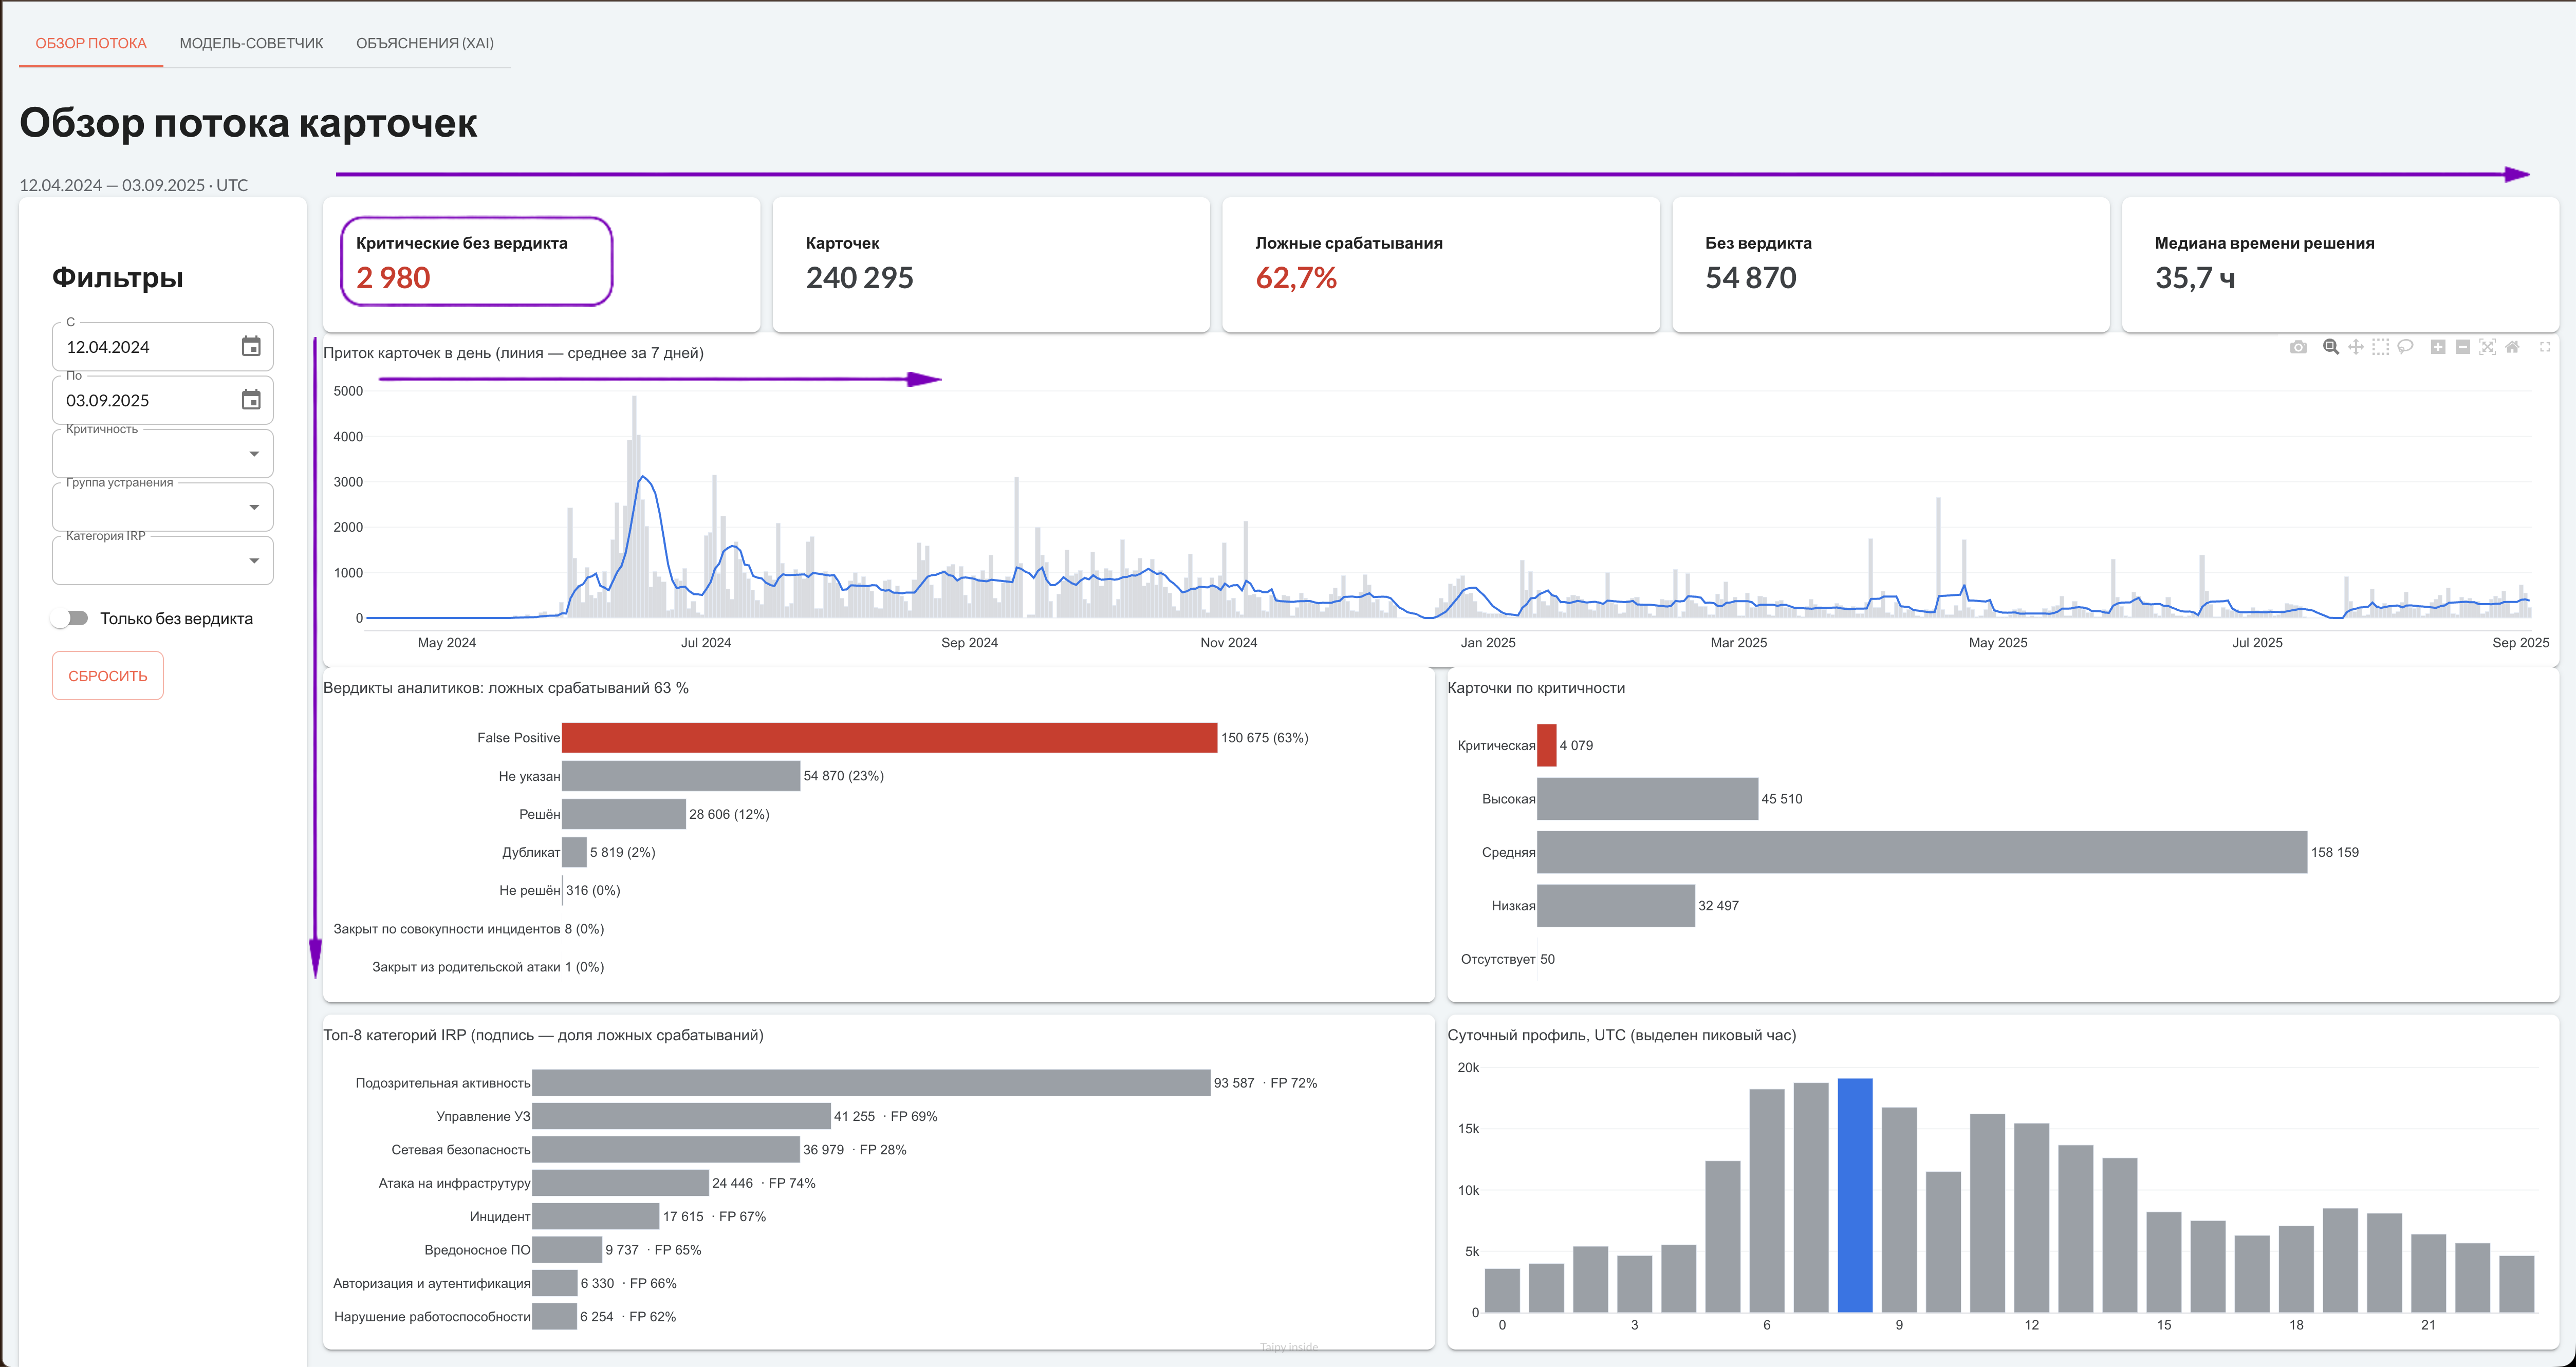 ОБЗОР ПОТОКА МОДЕЛЬ-СОВЕТЧИК ОБЪЯСНЕНИЯ (XAI)
Обзор потока карточек
12.04.2024 — 03.09.2025 · UTC
Фильтры
С
12.04.2024
По
03.09.2025
Критичность
Группа устранения
Категория IRP
Только без вердикта
СБРОСИТЬ
Критические без вердикта
2 980
Карточек
240 295
Ложные срабатывания
62,7%
Без вердикта
54 870
Медиана времени решения
35,7 ч
Приток карточек в день (линия — среднее за 7 дней)
5000
4000
3000
2000
1000
0
May 2024 Jul 2024 Sep 2024 Nov 2024 Jan 2025 Mar 2025 May 2025 Jul 2025 Sep 2025
Вердикты аналитиков: ложных срабатываний 63 %
False Positive 150 675 (63%)
Не указан 54 870 (23%)
Решён 28 606 (12%)
Дубликат 5 819 (2%)
Не решён 316 (0%)
Закрыт по совокупности инцидентов 8 (0%)
Закрыт из родительской атаки 1 (0%)
Карточки по критичности
Критическая 4 079
Высокая 45 510
Средняя 158 159
Низкая 32 497
Отсутствует 50
Топ-8 категорий IRP (подпись — доля ложных срабатываний)
Подозрительная активность 93 587 · FP 72%
Управление УЗ 41 255 · FP 69%
Сетевая безопасность 36 979 · FP 28%
Атака на инфраструтуру 24 446 · FP 74%
Инцидент 17 615 · FP 67%
Вредоносное ПО 9 737 · FP 65%
Авторизация и аутентификация 6 330 · FP 66%
Нарушение работоспособности 6 254 · FP 62%
Суточный профиль, UTC (выделен пиковый час)
20k
15k
10k
5k
0
0 3 6 9 12 15 18 21
Taipy inside